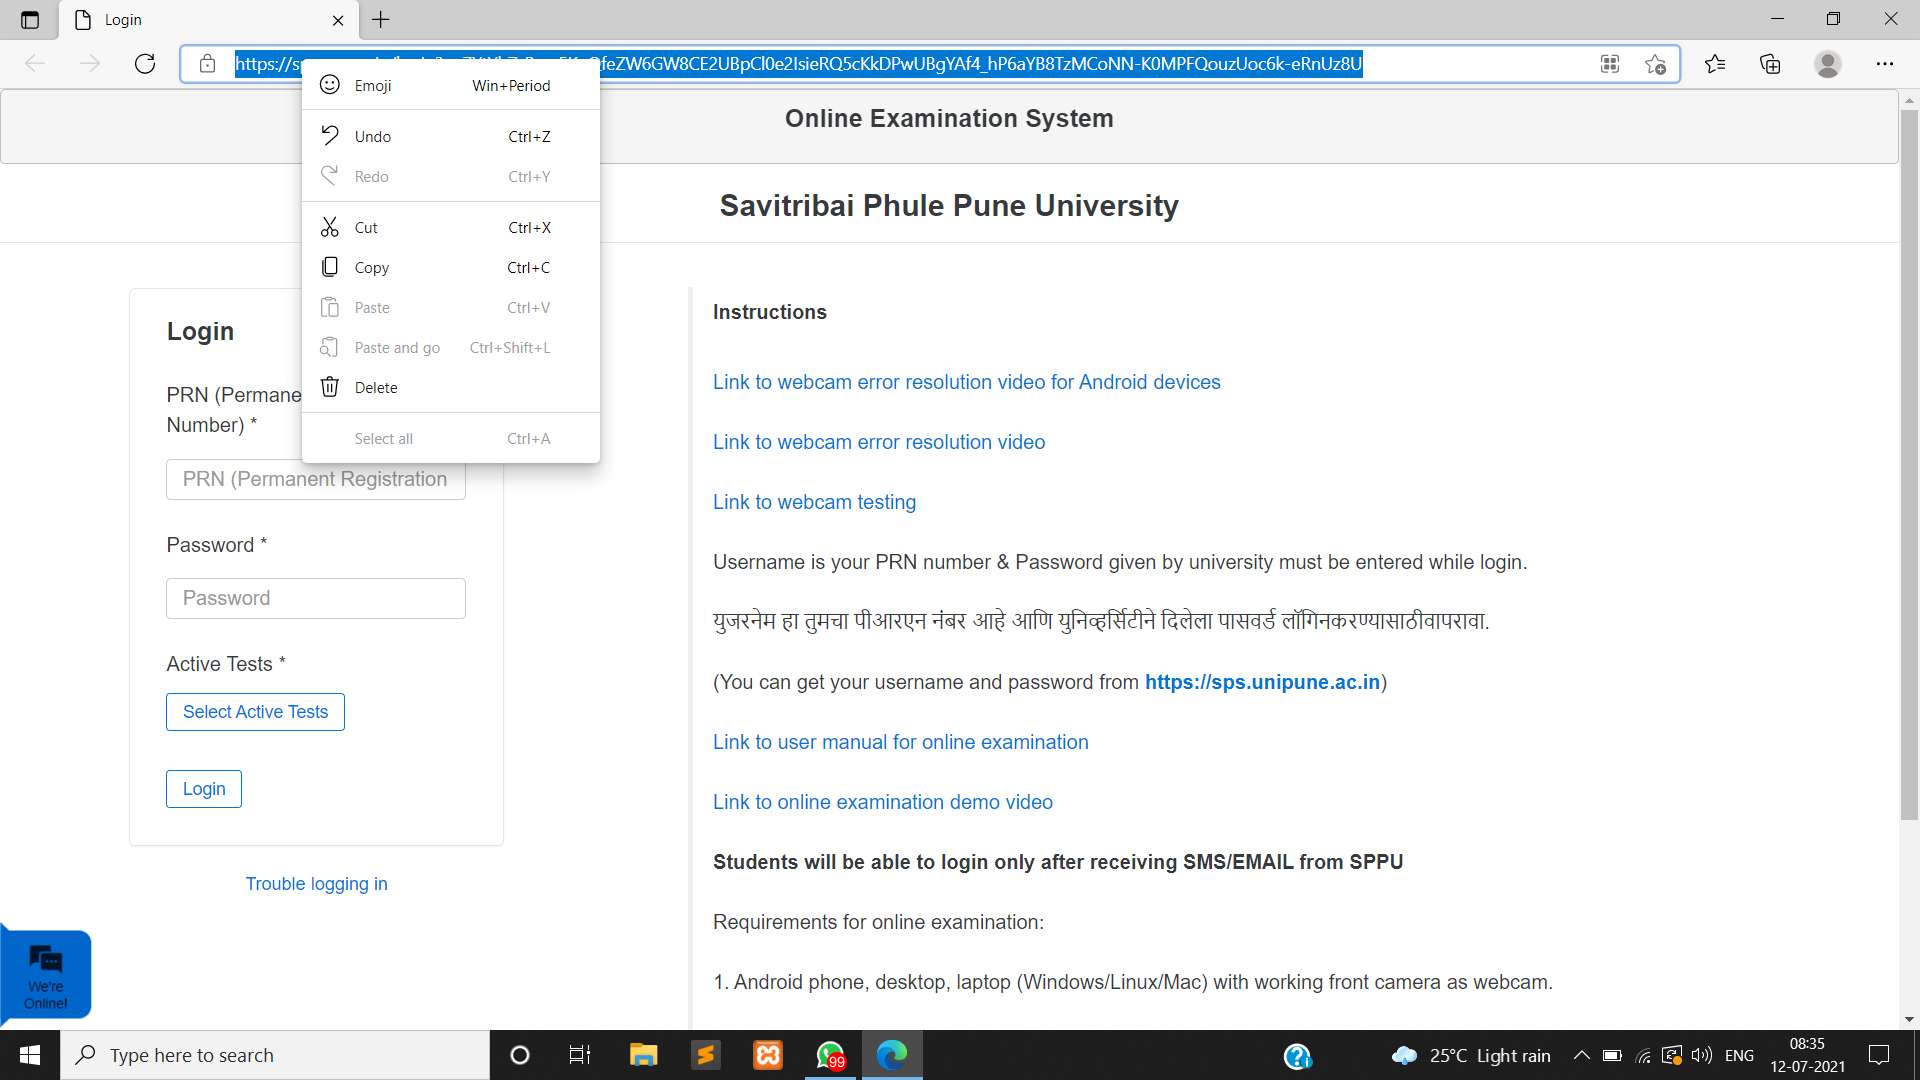 Login
https://sp
feZW6GW8CE2UBpCl0e2IsieRQ5cKkDPwUBgYAf4_hP6aYB8TzMCoNN-K0MPFQouzUoc6k-eRnUz8U
Emoji Win+Period
Undo Ctrl+Z
Redo Ctrl+Y
Cut Ctrl+X
Copy Ctrl+C
Paste Ctrl+V
Paste and go Ctrl+Shift+L
Delete
Select all Ctrl+A
Online Examination System
Savitribai Phule Pune University
Login
PRN (Permane
Number) *
PRN (Permanent Registration
Password *
Password
Active Tests *
Select Active Tests
Login
Trouble logging in
We're
Online!
Instructions
Link to webcam error resolution video for Android devices
Link to webcam error resolution video
Link to webcam testing
Username is your PRN number & Password given by university must be entered while login.
युजरनेम हा तुमचा पीआरएन नंबर आहे आणि युनिव्हर्सिटीने दिलेला पासवर्ड लॉगिनकरण्यासाठीवापरावा.
(You can get your username and password from https://sps.unipune.ac.in)
Link to user manual for online examination
Link to online examination demo video
Students will be able to login only after receiving SMS/EMAIL from SPPU
Requirements for online examination:
1. Android phone, desktop, laptop (Windows/Linux/Mac) with working front camera as webcam.
Type here to search
99
25°C Light rain
ENG
08:35
12-07-2021